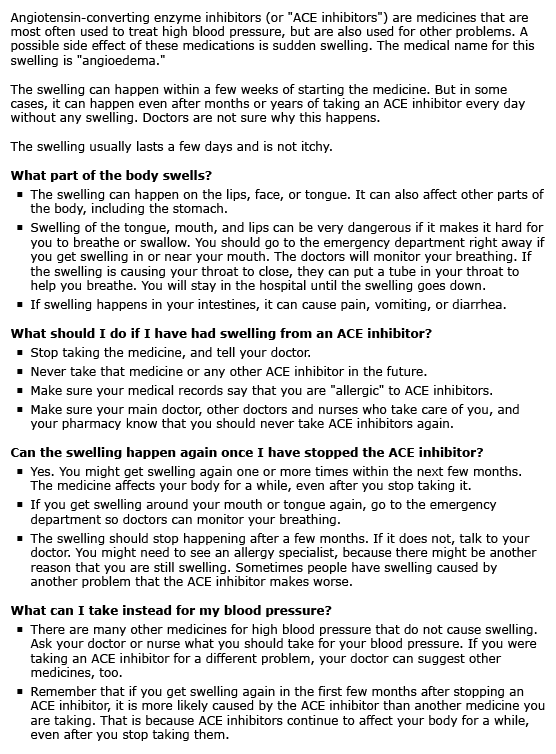 Angiotensin-converting enzyme inhibitors (or "ACE inhibitors") are medicines that are
most often used to treat high blood pressure, but are also used for other problems. A
possible side effect of these medications is sudden swelling. The medical name for this
swelling is "angioedema."
The swelling can happen within a few weeks of starting the medicine. But in some
cases, it can happen even after months or years of taking an ACE inhibitor every day
without any swelling. Doctors are not sure why this happens.
The swelling usually lasts a few days and is not itchy.
What part of the body swells?
▪ The swelling can happen on the lips, face, or tongue. It can also affect other parts of
the body, including the stomach.
▪ Swelling of the tongue, mouth, and lips can be very dangerous if it makes it hard for
you to breathe or swallow. You should go to the emergency department right away if
you get swelling in or near your mouth. The doctors will monitor your breathing. If
the swelling is causing your throat to close, they can put a tube in your throat to
help you breathe. You will stay in the hospital until the swelling goes down.
▪ If swelling happens in your intestines, it can cause pain, vomiting, or diarrhea.
What should I do if I have had swelling from an ACE inhibitor?
▪ Stop taking the medicine, and tell your doctor.
▪ Never take that medicine or any other ACE inhibitor in the future.
▪ Make sure your medical records say that you are "allergic" to ACE inhibitors.
▪ Make sure your main doctor, other doctors and nurses who take care of you, and
your pharmacy know that you should never take ACE inhibitors again.
Can the swelling happen again once I have stopped the ACE inhibitor?
▪ Yes. You might get swelling again one or more times within the next few months.
The medicine affects your body for a while, even after you stop taking it.
▪ If you get swelling around your mouth or tongue again, go to the emergency
department so doctors can monitor your breathing.
▪ The swelling should stop happening after a few months. If it does not, talk to your
doctor. You might need to see an allergy specialist, because there might be another
reason that you are still swelling. Sometimes people have swelling caused by
another problem that the ACE inhibitor makes worse.
What can I take instead for my blood pressure?
▪ There are many other medicines for high blood pressure that do not cause swelling.
Ask your doctor or nurse what you should take for your blood pressure. If you were
taking an ACE inhibitor for a different problem, your doctor can suggest other
medicines, too.
▪ Remember that if you get swelling again in the first few months after stopping an
ACE inhibitor, it is more likely caused by the ACE inhibitor than another medicine you
are taking. That is because ACE inhibitors continue to affect your body for a while,
even after you stop taking them.